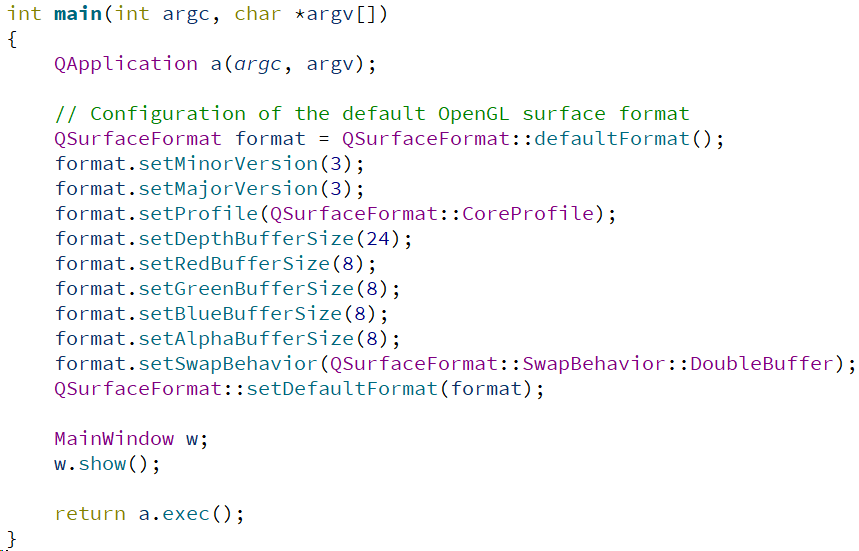 int main(int argc, char *argv[])
{
    QApplication a(argc, argv);

    // Configuration of the default OpenGL surface format
    QSurfaceFormat format = QSurfaceFormat::defaultFormat();
    format.setMinorVersion(3);
    format.setMajorVersion(3);
    format.setProfile(QSurfaceFormat::CoreProfile);
    format.setDepthBufferSize(24);
    format.setRedBufferSize(8);
    format.setGreenBufferSize(8);
    format.setBlueBufferSize(8);
    format.setAlphaBufferSize(8);
    format.setSwapBehavior(QSurfaceFormat::SwapBehavior::DoubleBuffer);
    QSurfaceFormat::setDefaultFormat(format);

    MainWindow w;
    w.show();

    return a.exec();
}